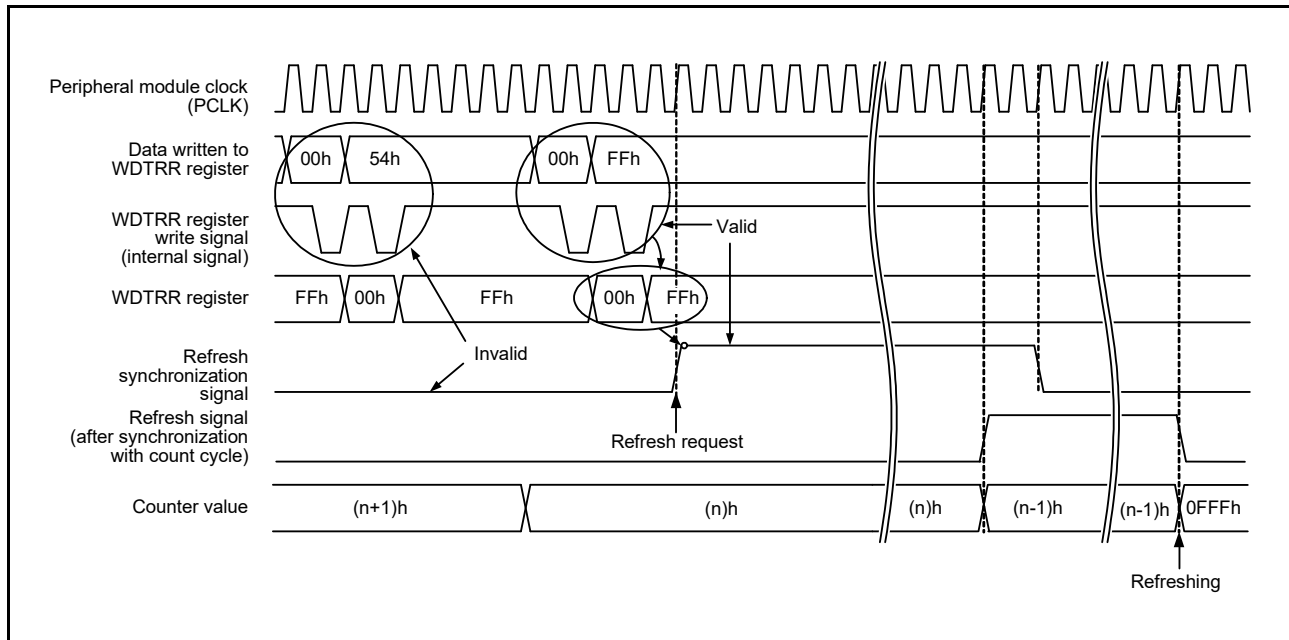 Peripheral module clock
(PCLK)
Data written to
WDTRR register
00h
54h
00h
FFh
WDTRR register
write signal
(internal signal)
Valid
WDTRR register
FFh
00h
FFh
00h
FFh
Invalid
Refresh
synchronization
signal
Refresh request
Refresh signal
(after synchronization
with count cycle)
Counter value
(n+1)h
(n)h
(n)h
(n-1)h
(n-1)h
0FFFh
Refreshing